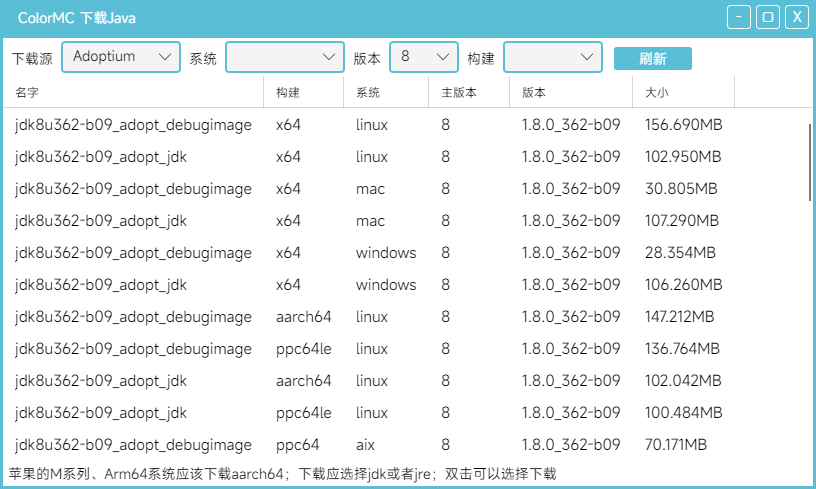 ColorMC 下载Java
下载源 Adoptium 系统 版本 8 构建 刷新
名字 构建 系统 主版本 版本 大小
jdk8u362-b09_adopt_debugimage x64 linux 8 1.8.0_362-b09 156.690MB
jdk8u362-b09_adopt_jdk x64 linux 8 1.8.0_362-b09 102.950MB
jdk8u362-b09_adopt_debugimage x64 mac 8 1.8.0_362-b09 30.805MB
jdk8u362-b09_adopt_jdk x64 mac 8 1.8.0_362-b09 107.290MB
jdk8u362-b09_adopt_debugimage x64 windows 8 1.8.0_362-b09 28.354MB
jdk8u362-b09_adopt_jdk x64 windows 8 1.8.0_362-b09 106.260MB
jdk8u362-b09_adopt_debugimage aarch64 linux 8 1.8.0_362-b09 147.212MB
jdk8u362-b09_adopt_debugimage ppc64le linux 8 1.8.0_362-b09 136.764MB
jdk8u362-b09_adopt_jdk aarch64 linux 8 1.8.0_362-b09 102.042MB
jdk8u362-b09_adopt_jdk ppc64le linux 8 1.8.0_362-b09 100.484MB
jdk8u362-b09_adopt_debugimage ppc64 aix 8 1.8.0_362-b09 70.171MB
苹果的M系列、Arm64系统应该下载aarch64；下载应选择jdk或者jre；双击可以选择下载